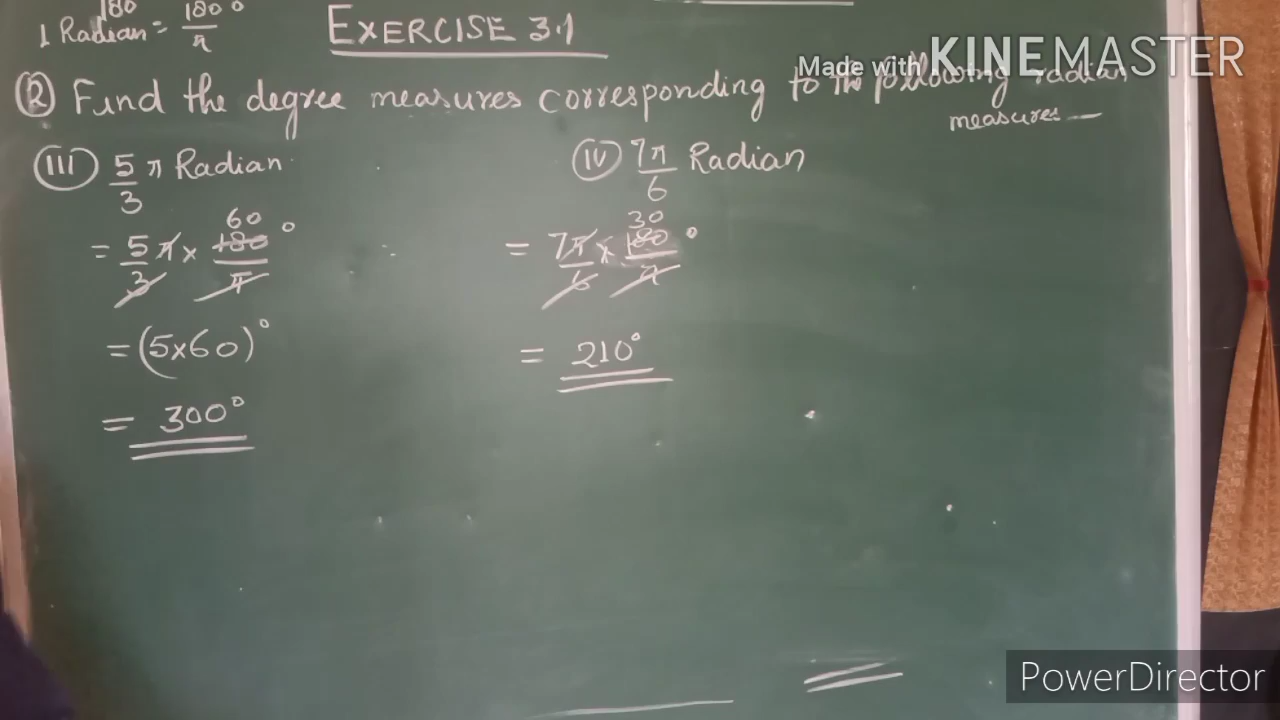 180
1 Radian = 180°/π
EXERCISE 3.1
Made with KINEMASTER
② Find the degree measures corresponding to the following radian
measures —
(III) 5/3 π Radian
= 5/3 π × 180/π ° 60
= (5×60)°
= 300°
(IV) 7π/6 Radian
= 7π/6 × 180/π ° 30
= 210°
PowerDirector